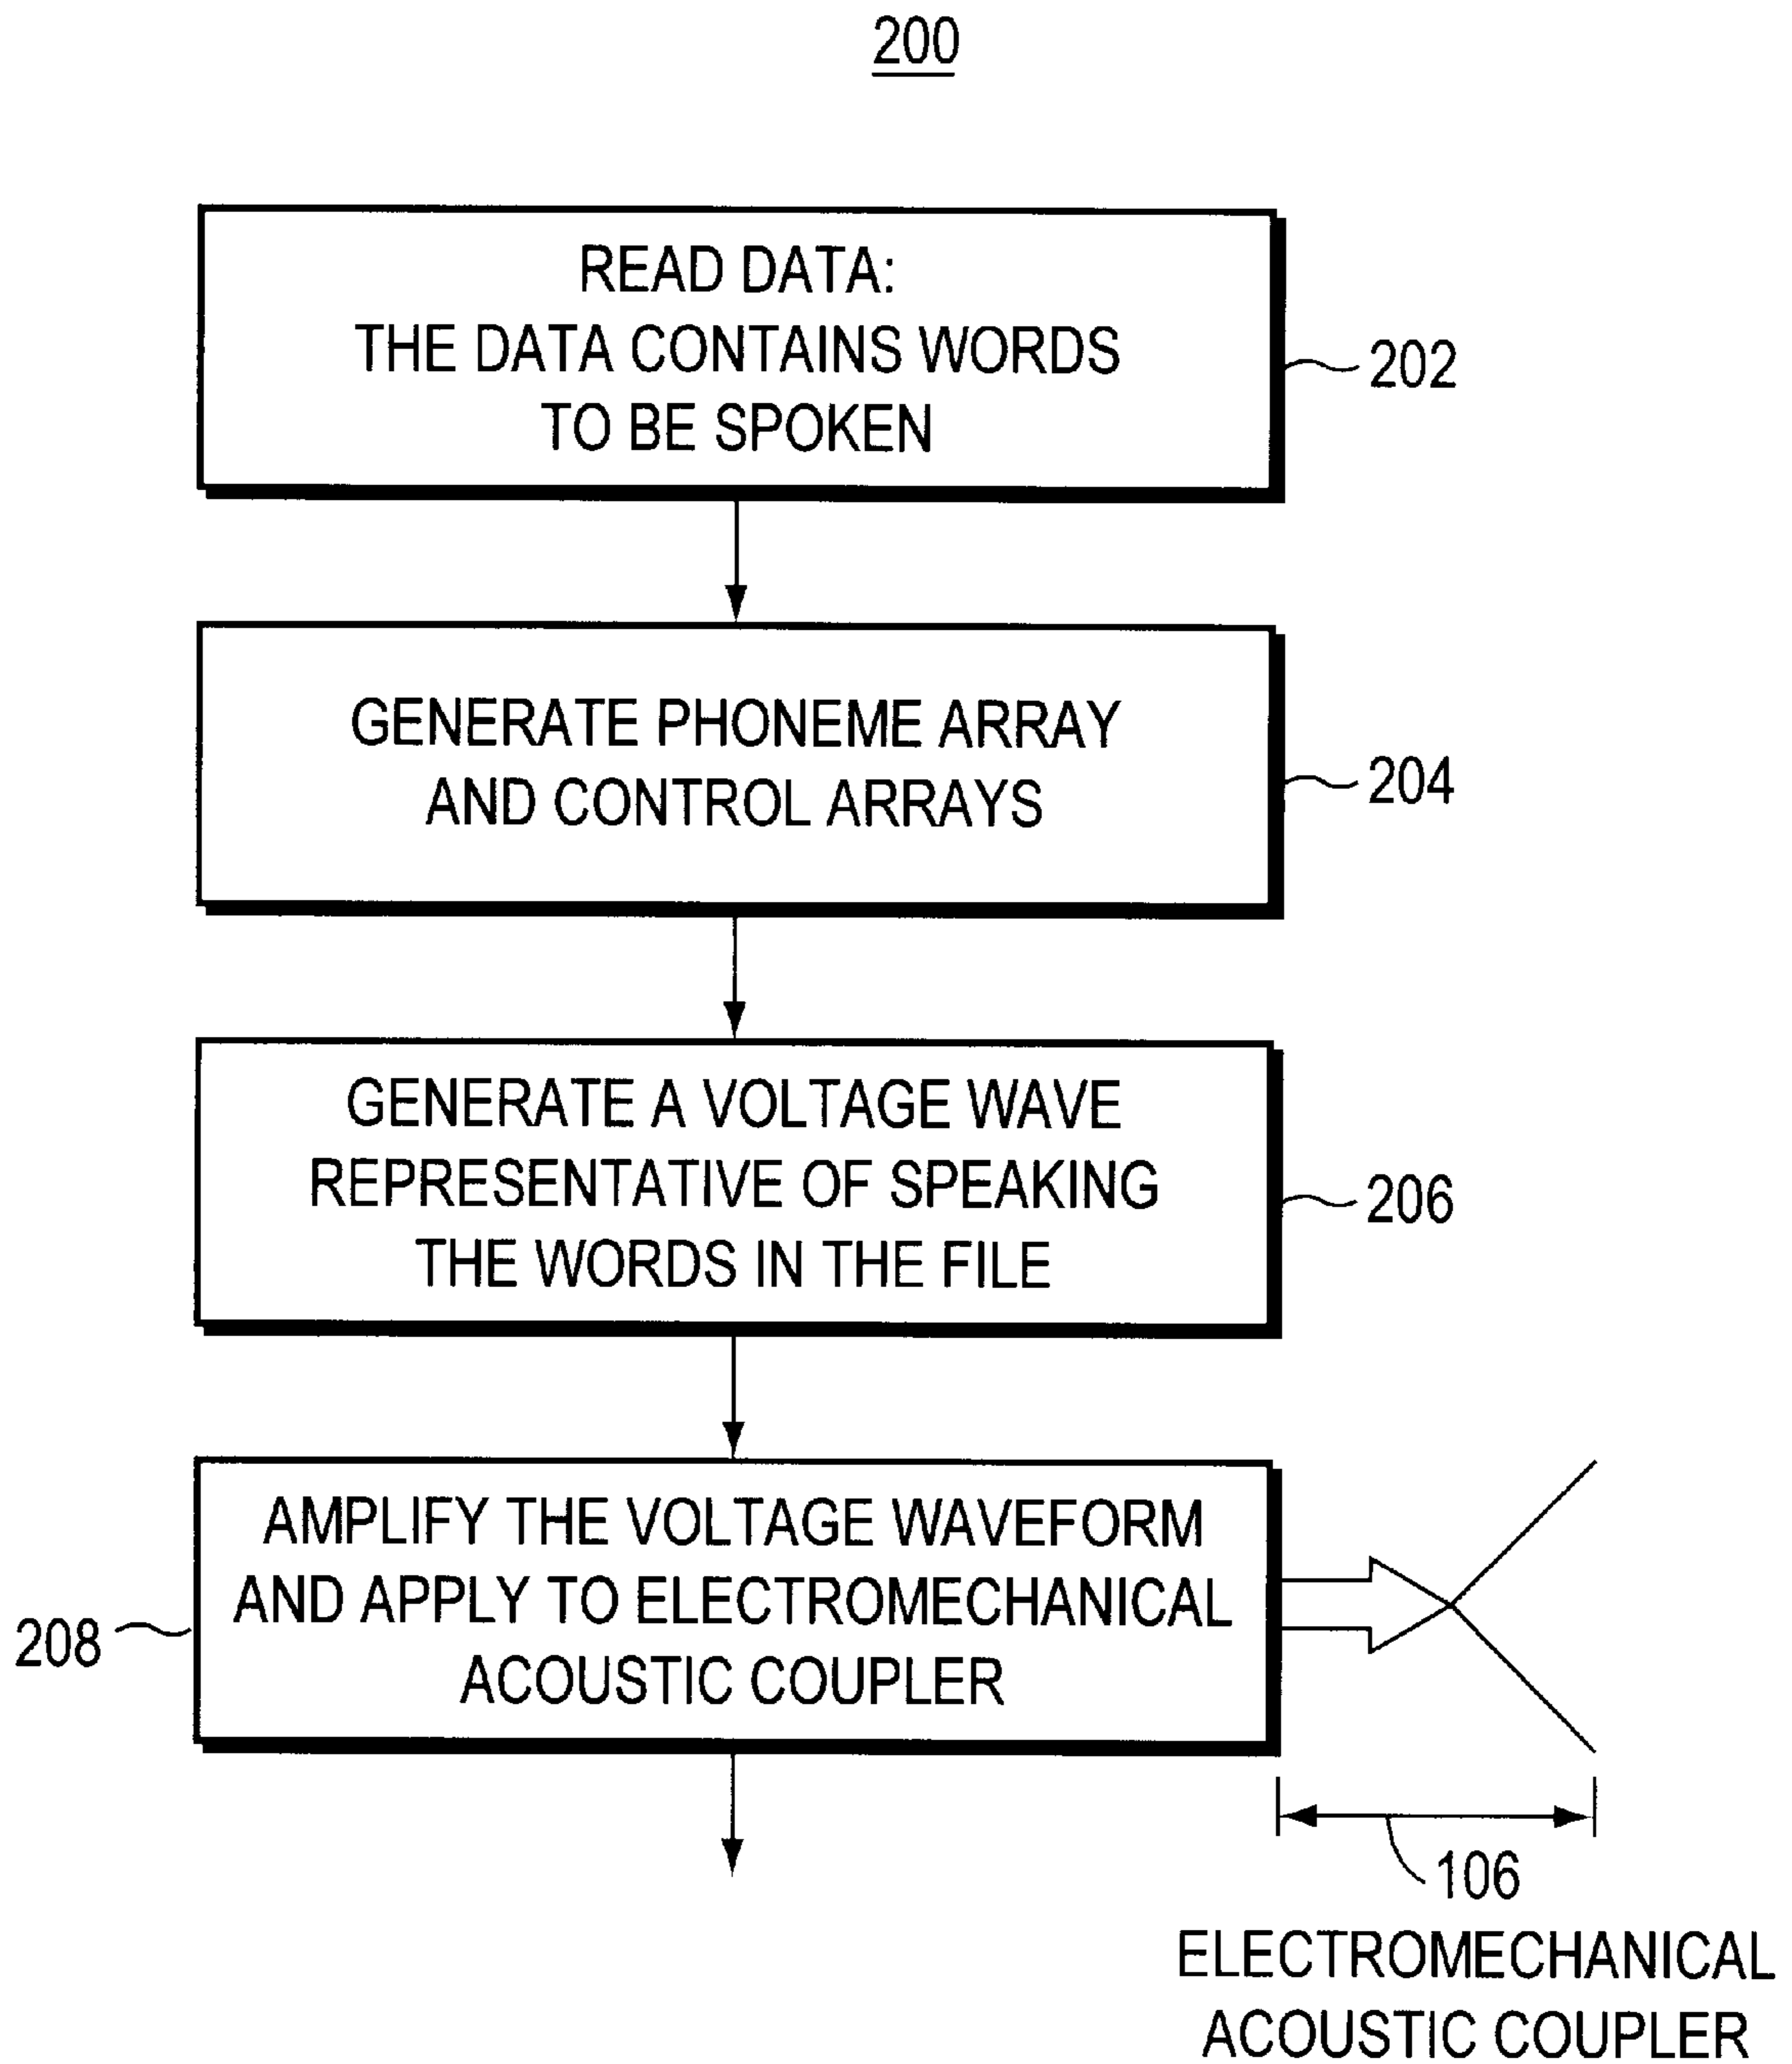 200
READ DATA:
THE DATA CONTAINS WORDS
TO BE SPOKEN
202
GENERATE PHONEME ARRAY
AND CONTROL ARRAYS
204
GENERATE A VOLTAGE WAVE
REPRESENTATIVE OF SPEAKING
THE WORDS IN THE FILE
206
AMPLIFY THE VOLTAGE WAVEFORM
AND APPLY TO ELECTROMECHANICAL
ACOUSTIC COUPLER
208
106
ELECTROMECHANICAL
ACOUSTIC COUPLER